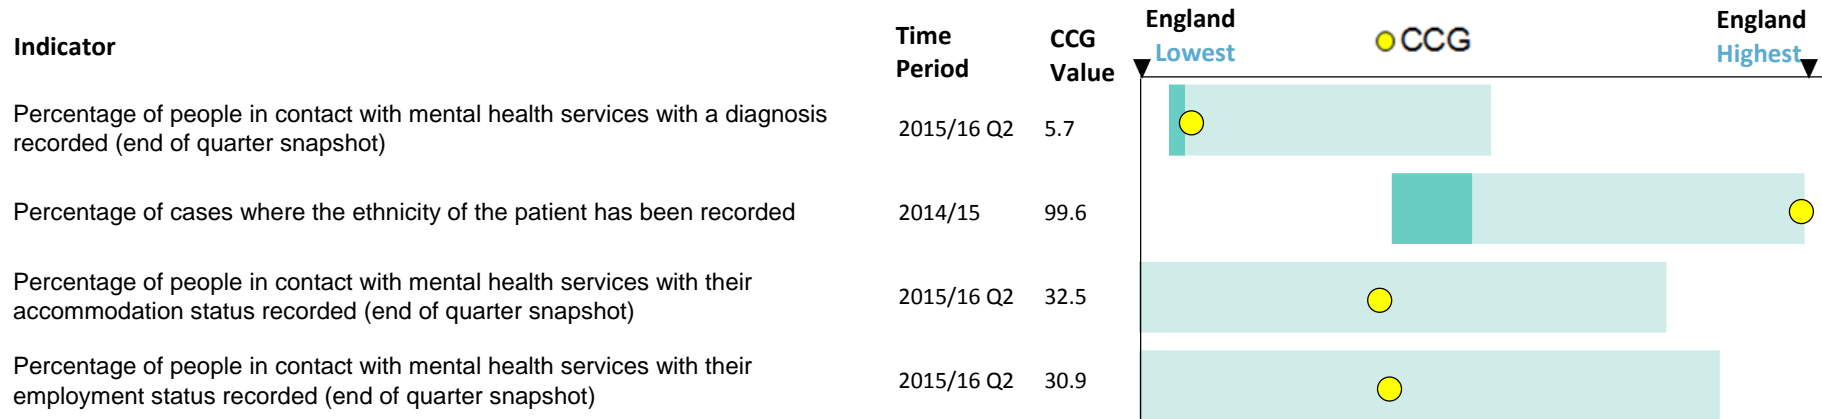 Indicator
Time
Period
CCG
Value
England
Lowest
CCG
England
Highest
Percentage of people in contact with mental health services with a diagnosis
recorded (end of quarter snapshot)
2015/16 Q2
5.7
Percentage of cases where the ethnicity of the patient has been recorded
2014/15
99.6
Percentage of people in contact with mental health services with their
accommodation status recorded (end of quarter snapshot)
2015/16 Q2
32.5
Percentage of people in contact with mental health services with their
employment status recorded (end of quarter snapshot)
2015/16 Q2
30.9